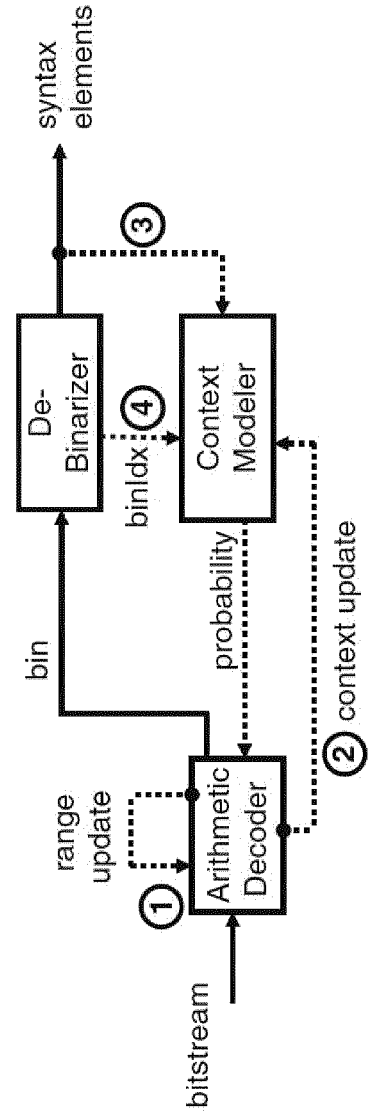 bitstream
1
range
update
Arithmetic
Decoder
bin
probability
2 context update
De-
Binarizer
binIdx
4
Context
Modeler
3
syntax
elements